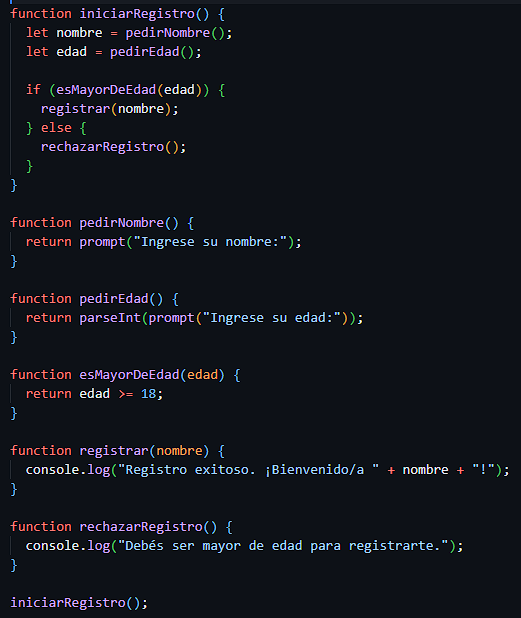 function iniciarRegistro() {
  let nombre = pedirNombre();
  let edad = pedirEdad();

  if (esMayorDeEdad(edad)) {
    registrar(nombre);
  } else {
    rechazarRegistro();
  }
}

function pedirNombre() {
  return prompt("Ingrese su nombre:");
}

function pedirEdad() {
  return parseInt(prompt("Ingrese su edad:"));
}

function esMayorDeEdad(edad) {
  return edad >= 18;
}

function registrar(nombre) {
  console.log("Registro exitoso. ¡Bienvenido/a " + nombre + "!");
}

function rechazarRegistro() {
  console.log("Debés ser mayor de edad para registrarte.");
}

iniciarRegistro();